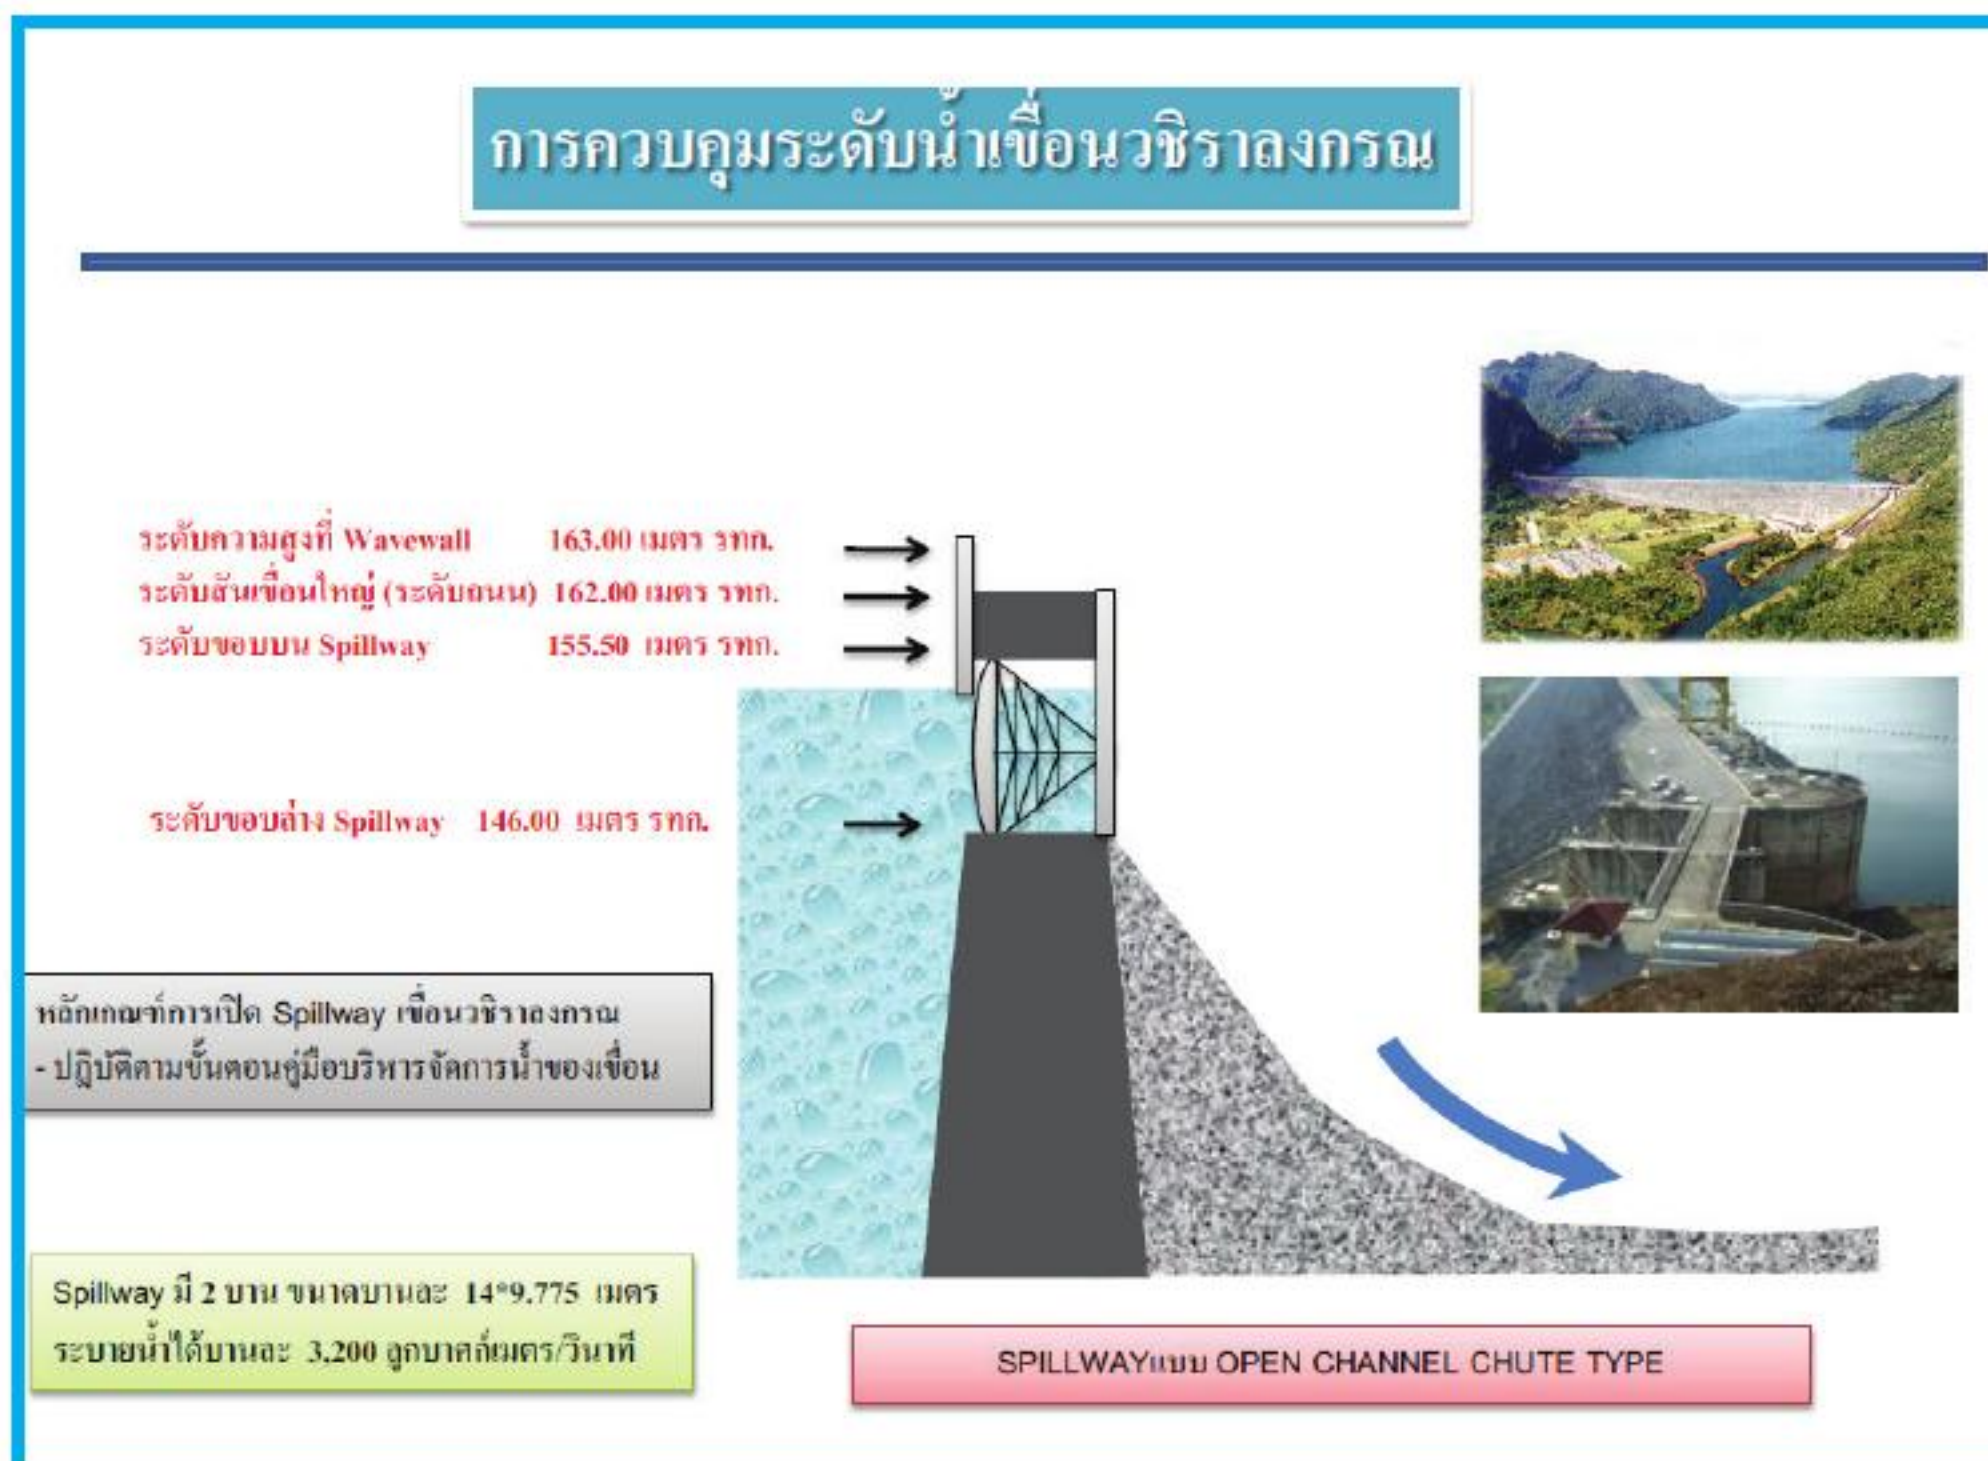 การควบคุมระดับน้ำเขื่อนวชิราลงกรณ
ระดับความสูงที่ Wavewall 163.00 เมตร รทก.
ระดับสันเขื่อนใหญ่ (ระดับถนน) 162.00 เมตร รทก.
ระดับขอบบน Spillway 155.50 เมตร รทก.
ระดับขอบล่าง Spillway 146.00 เมตร รทก.
หลักเกณฑ์การเปิด Spillway เขื่อนวชิราลงกรณ
- ปฏิบัติตามขั้นตอนคู่มือบริหารจัดการน้ำของเขื่อน
Spillway มี 2 บาน ขนาดบานละ 14*9.775 เมตร
ระบายน้ำได้บานละ 3,200 ลูกบาศก์เมตร/วินาที
SPILLWAYแบบ OPEN CHANNEL CHUTE TYPE